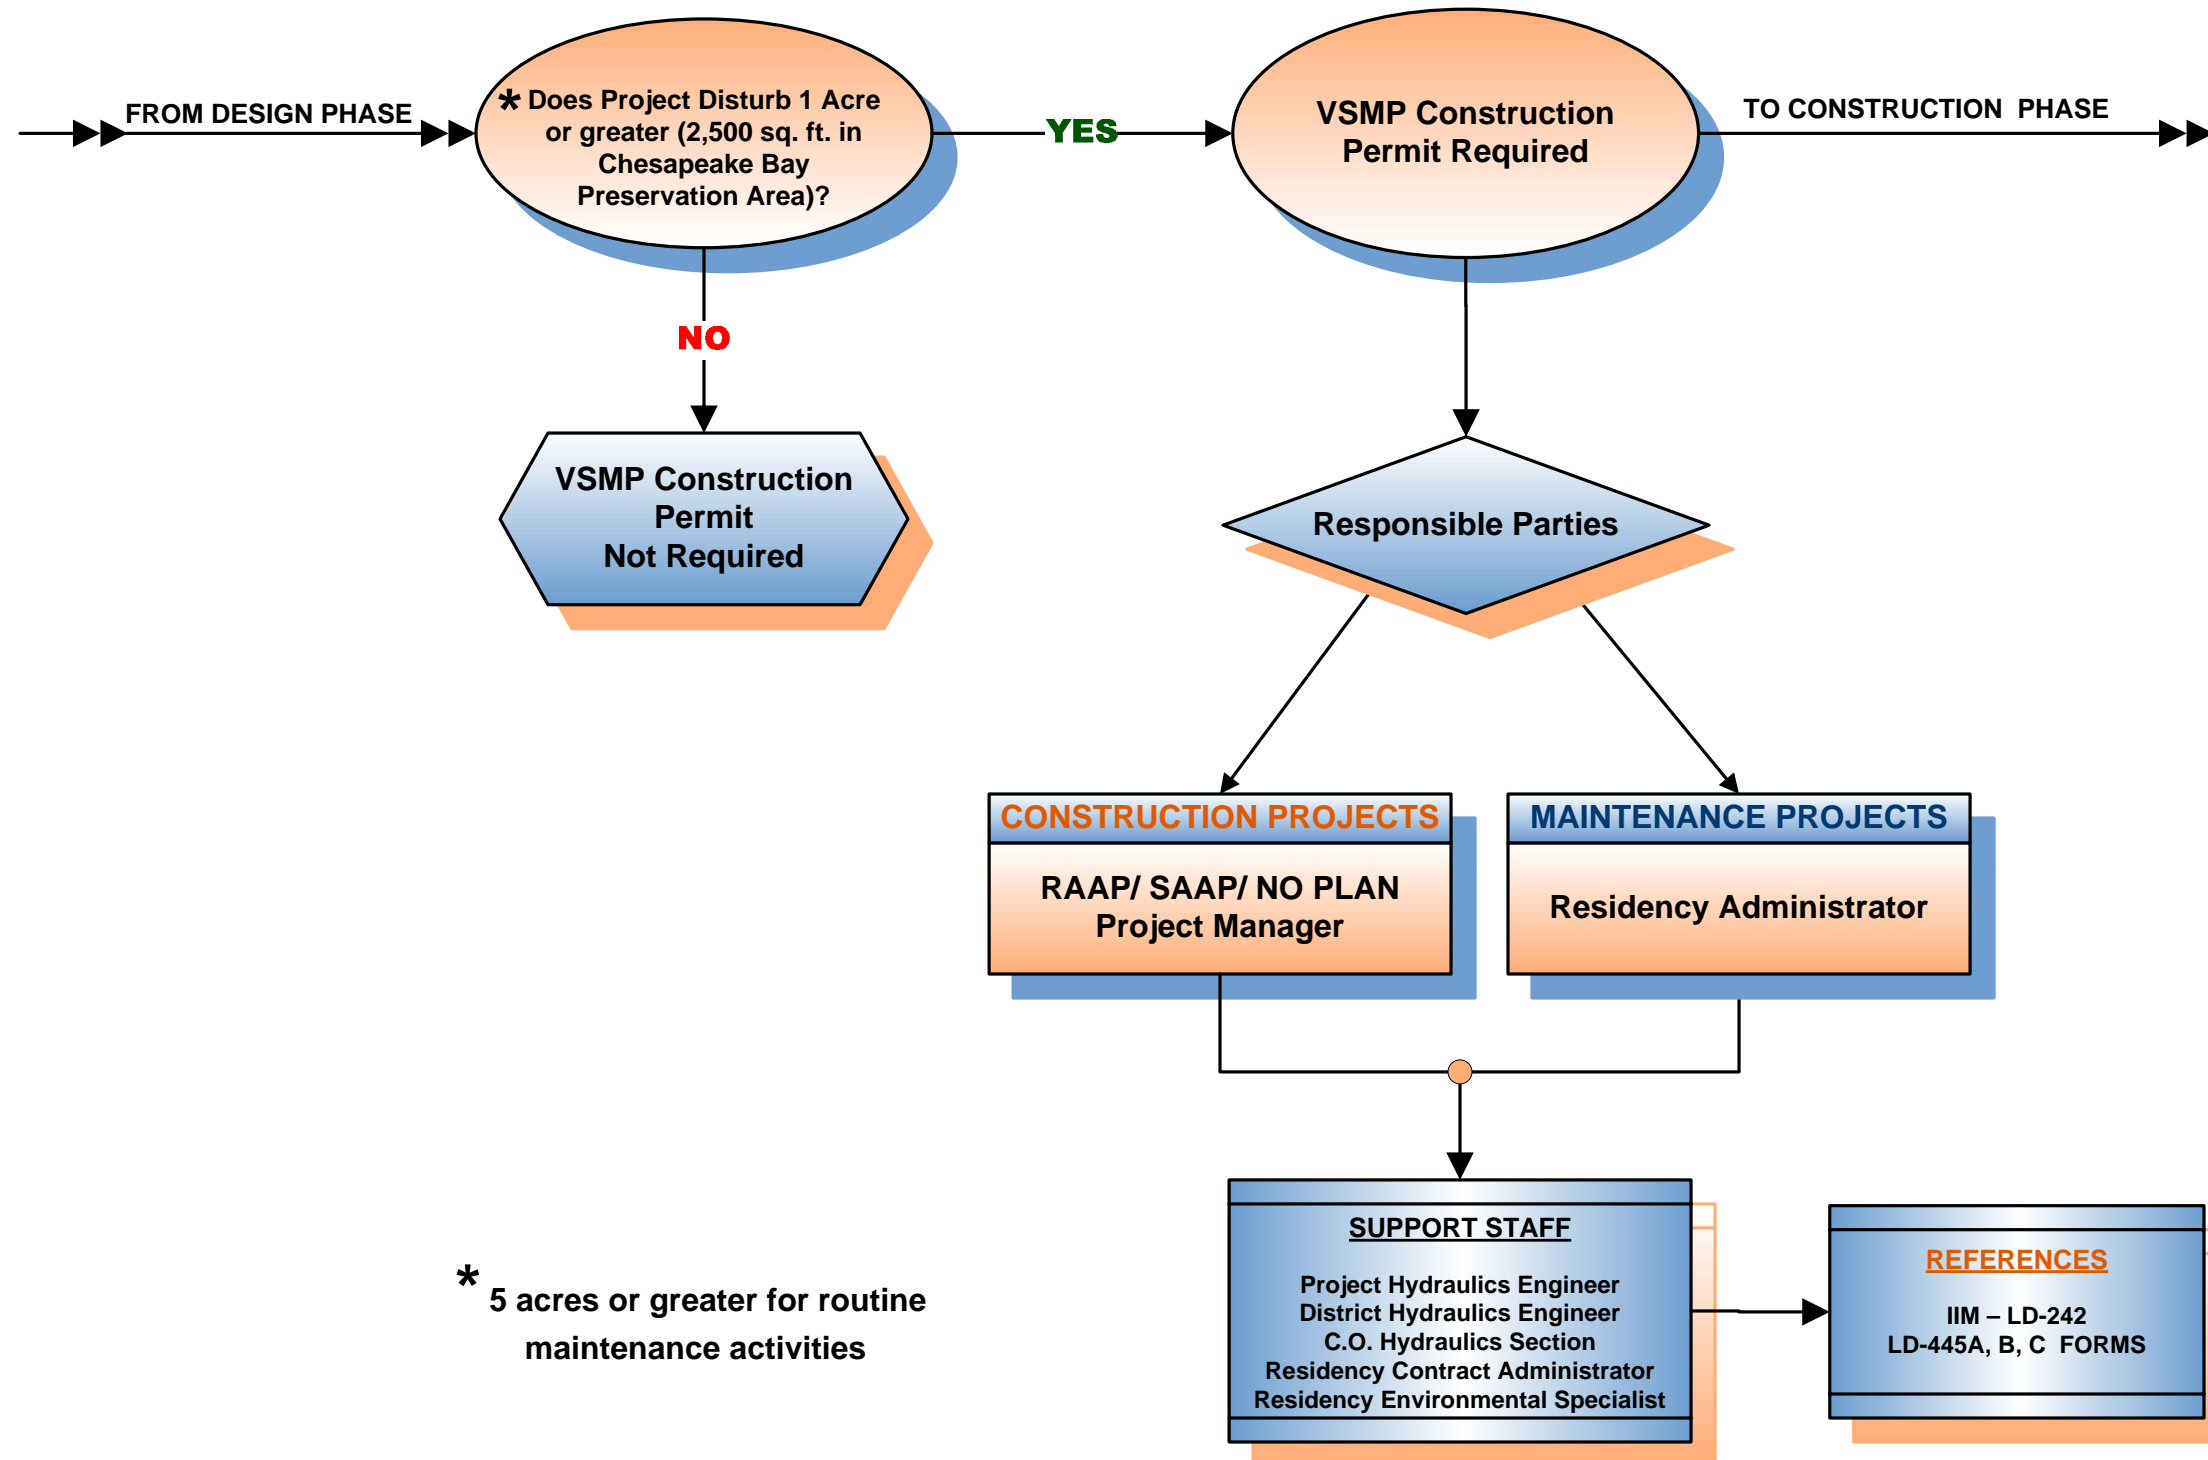 FROM DESIGN PHASE
* Does Project Disturb 1 Acre
or greater (2,500 sq. ft. in
Chesapeake Bay
Preservation Area)?
YES
VSMP Construction
Permit Required
TO CONSTRUCTION PHASE
NO
VSMP Construction
Permit
Not Required
Responsible Parties
CONSTRUCTION PROJECTS
RAAP/ SAAP/ NO PLAN
Project Manager
MAINTENANCE PROJECTS
Residency Administrator
SUPPORT STAFF
Project Hydraulics Engineer
District Hydraulics Engineer
C.O. Hydraulics Section
Residency Contract Administrator
Residency Environmental Specialist
REFERENCES
IIM – LD-242
LD-445A, B, C FORMS
* 5 acres or greater for routine
maintenance activities